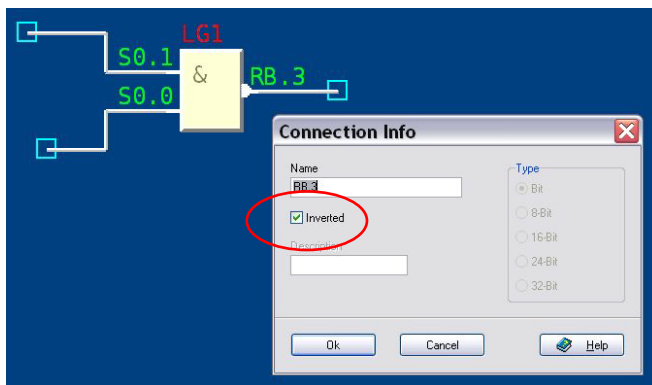 LG1
S0.1
&
RB.3
S0.0
Connection Info
Name
RB.3
Inverted
Description
Type
Bit
8-Bit
16-Bit
24-Bit
32-Bit
Ok
Cancel
Help